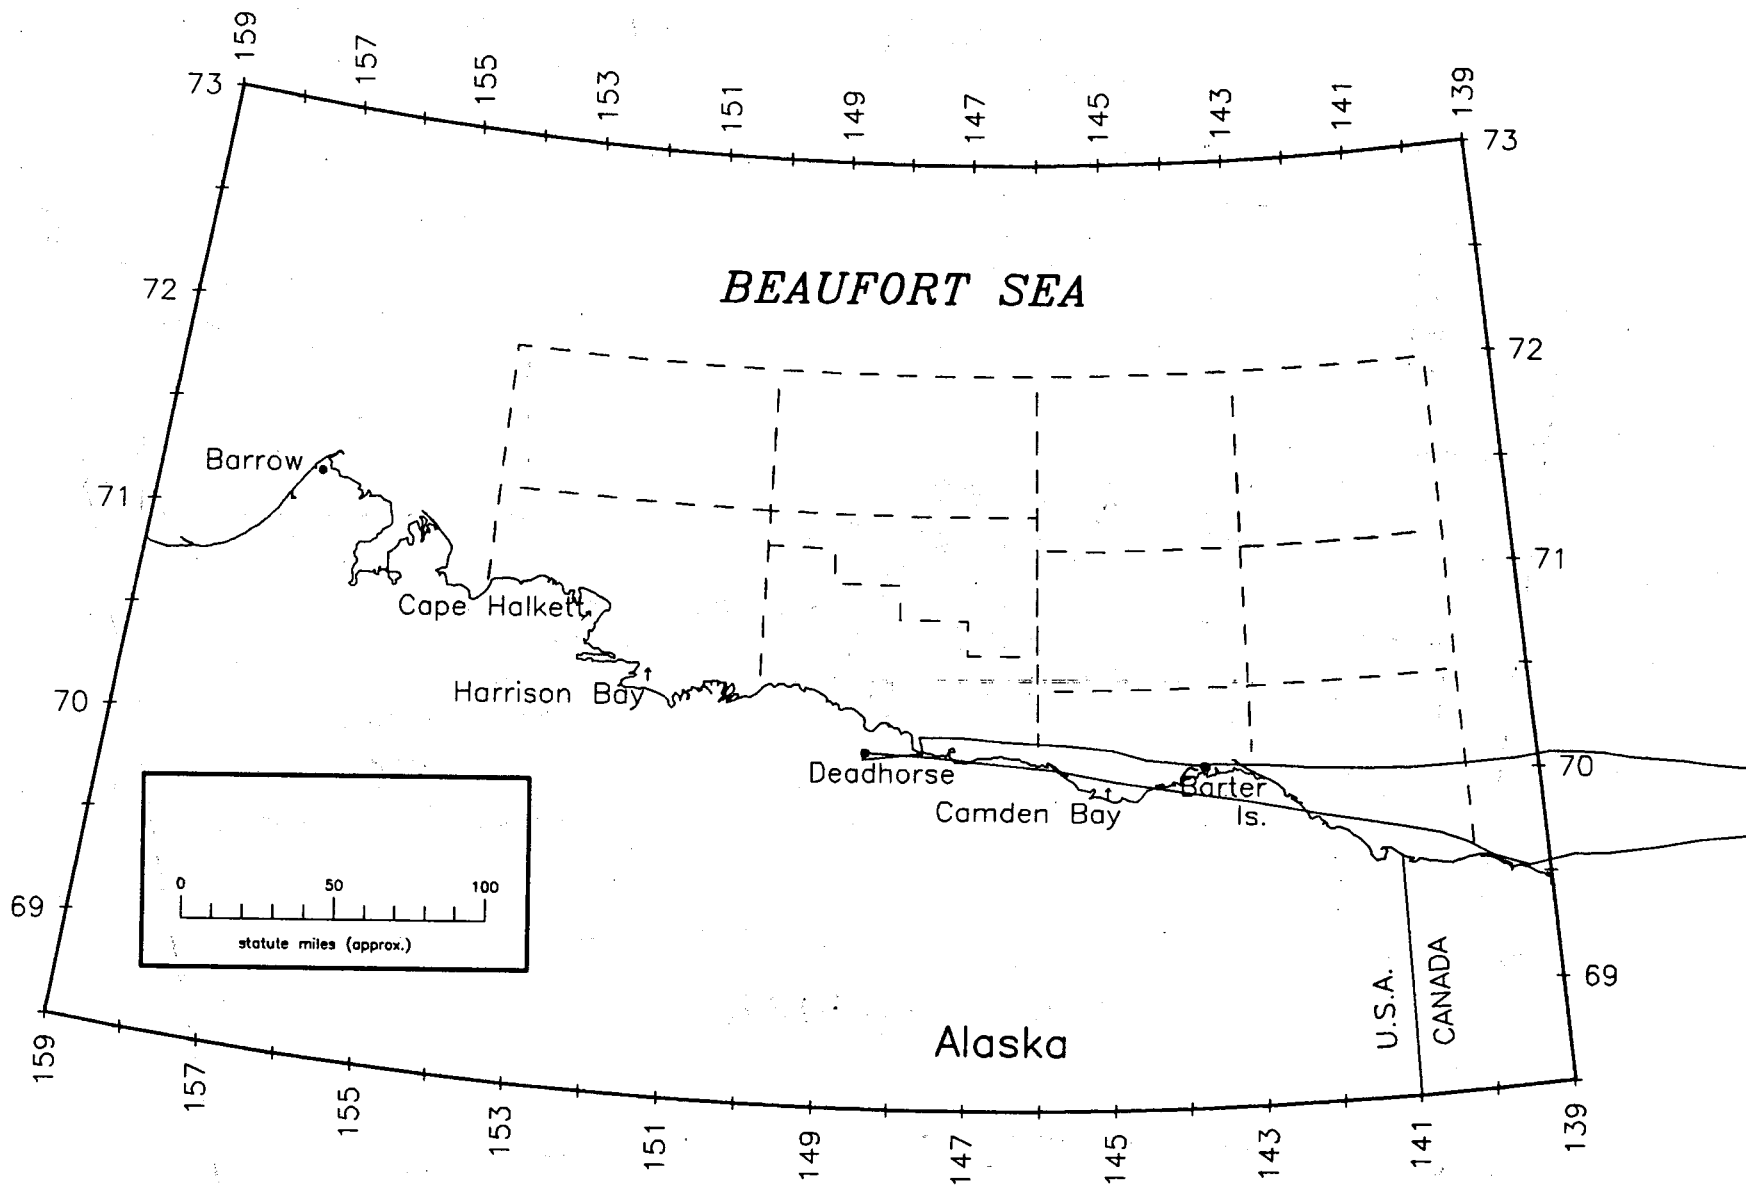 159
157
155
153
151
149
147
145
143
141
139
73
73
72
72
BEAUFORT SEA
Barrow
71
71
Cape Halkett
Harrison Bay
70
70
Deadhorse
Barter
Is.
Camden Bay
0 50 100
statute miles (approx.)
69
69
U.S.A.
CANADA
Alaska
159
157
155
153
151
149
147
145
143
141
139